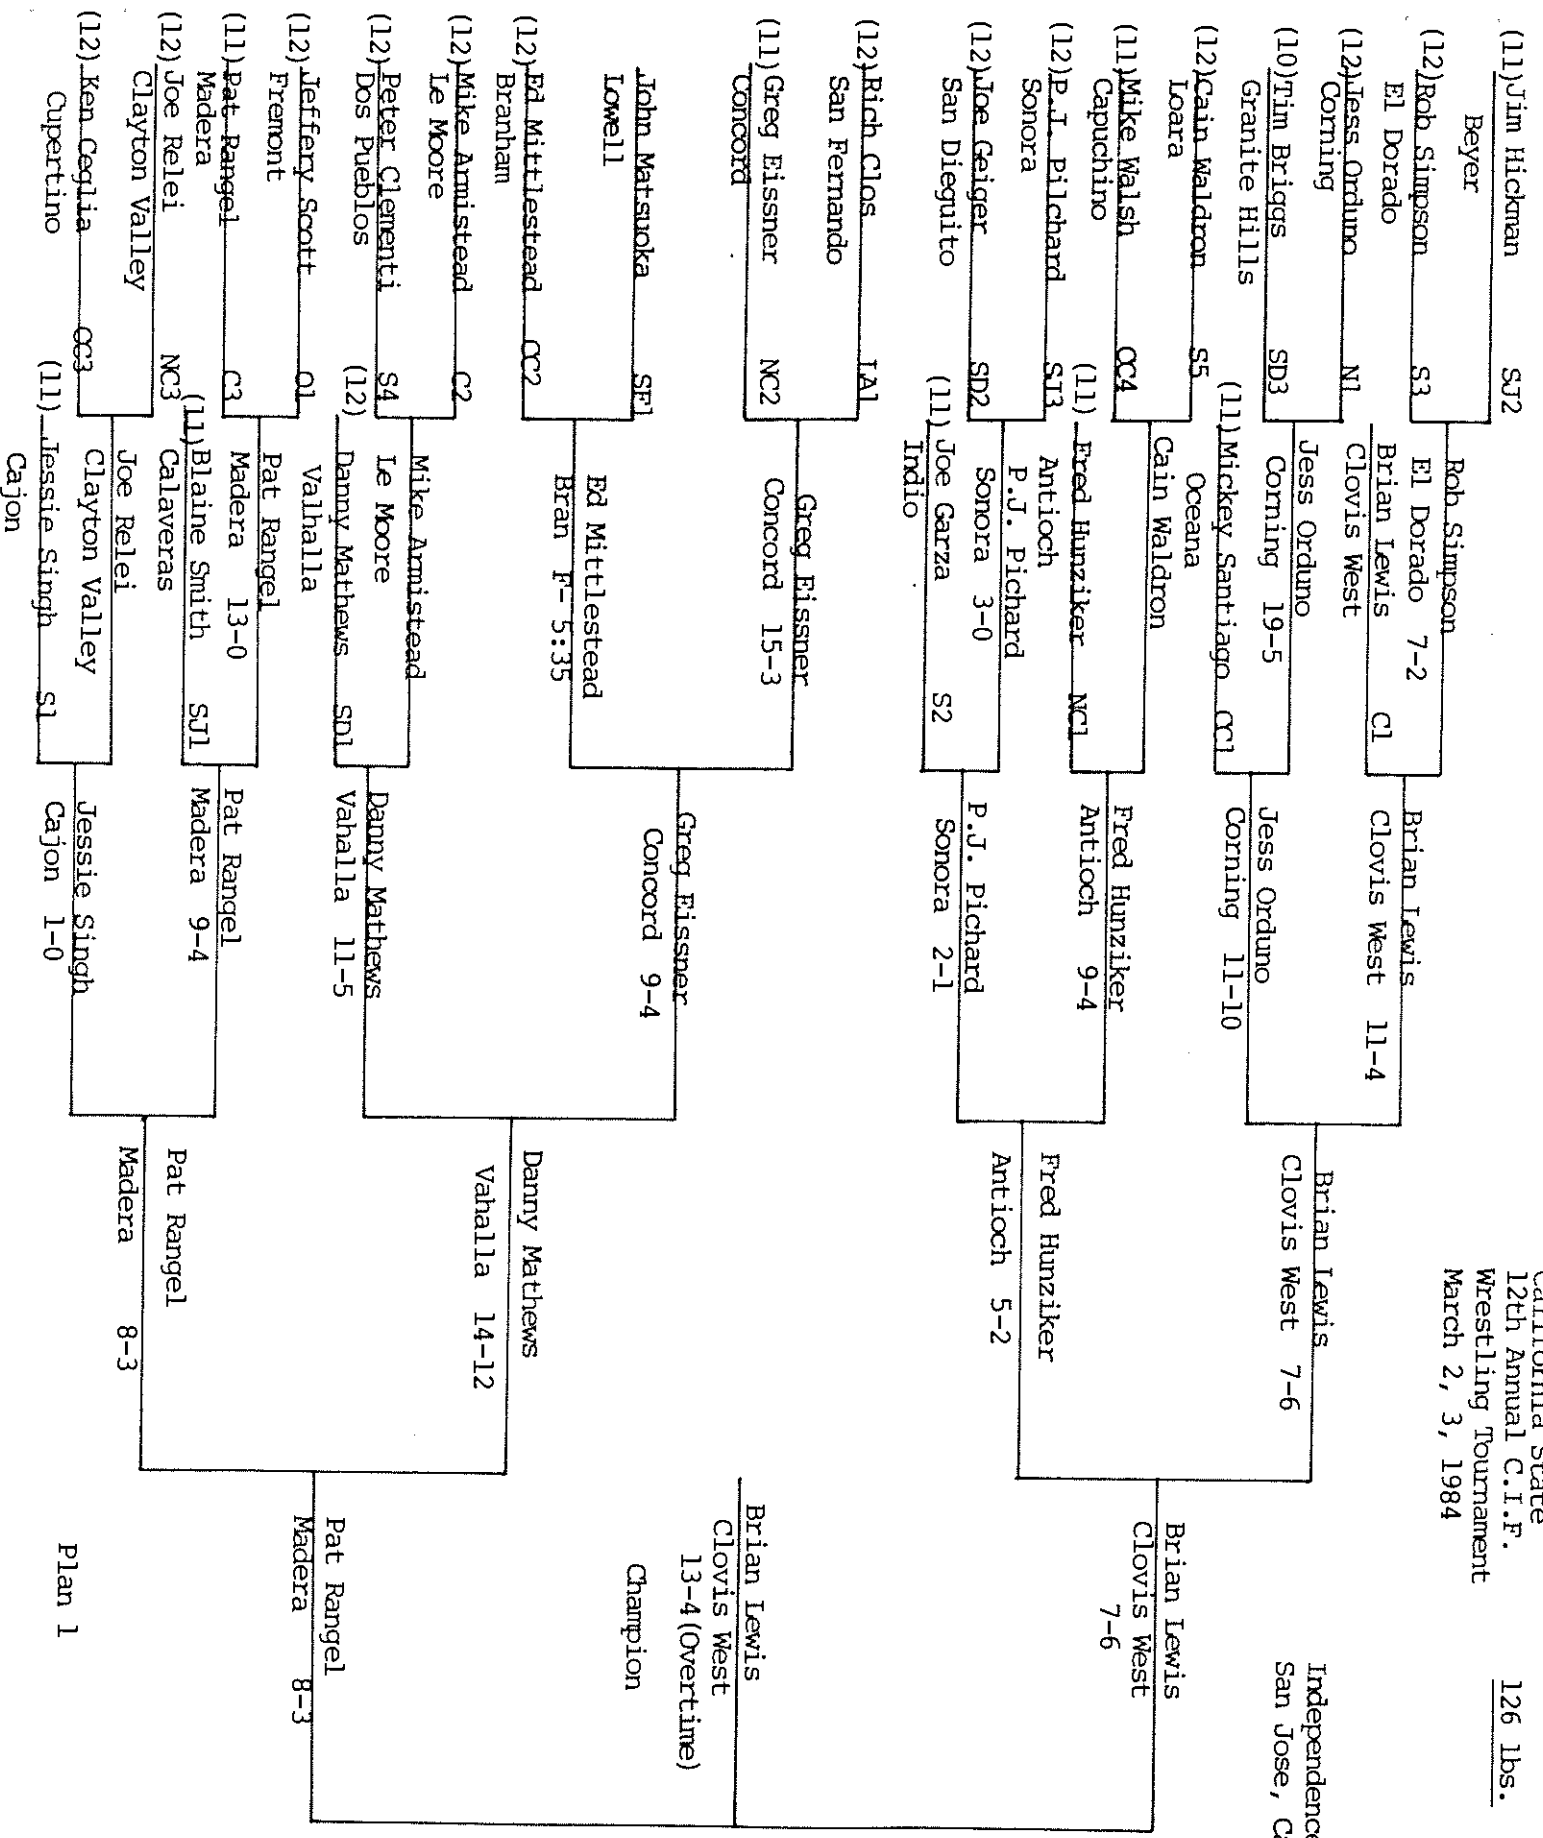 California State
12th Annual C.I.F.
Wrestling Tournament
March 2, 3, 1984
126 lbs.
Independence
San Jose,
(11)Jim Hickman SJ2
Beyer
(12)Rob Simpson S3
El Dorado
Rob Simpson
El Dorado 7-2
Brian Lewis C1
Clovis West
(12)Jess Orduno N1
Corning
(10)Tim Briggs SD3
Granite Hills
Jess Orduno
Corning 19-5
(11)Mickey Santiago CC1
Oceana
(12)Cain Waldron S5
Loara
(11)Mike Walsh CC4
Capuchino
Cain Waldron
(11) Fred Hunziker NC1
Antioch
(12)P.J. Pilchard SJ3
Sonora
(12)Joe Geiger SD2
San Dieguito
P.J. Pichard
Sonora 3-0
(11) Joe Garza S2
Indio
(12)Rich Clos LA1
San Fernando
(11)Greg Eissner NC2
Concord
Greg Eissner
Concord 15-3
John Matsuoka SF1
Lowell
(12)Ed Mittlestead CC2
Branham
Ed Mittlestead
Bran F- 5:35
(12)Mike Armistead C2
Le Moore
(12)Peter Clementi S4
Dos Pueblos
Mike Armistead
Le Moore
(12)
Danny Mathews SD1
Valhalla
(12)Jeffery Scott O1
Fremont
(11)Pat Rangel C3
Madera
Pat Rangel
Madera 13-0
(11)Blaine Smith SJ1
Calaveras
(12)Joe Relei NC3
Clayton Valley
(12)Ken Ceglia CC3
Cupertino
Joe Relei
Clayton Valley
(11) Jessie Singh S1
Cajon
Brian Lewis
Clovis West 11-4
Jess Orduno
Corning 11-10
Fred Hunziker
Antioch 9-4
P.J. Pichard
Sonora 2-1
Greg Eissner
Concord 9-4
Danny Mathews
Vahalla 11-5
Pat Rangel
Madera 9-4
Jessie Singh
Cajon 1-0
Brian Lewis
Clovis West 7-6
Fred Hunziker
Antioch 5-2
Danny Mathews
Vahalla 14-12
Pat Rangel
Madera 8-3
Brian Lewis
Clovis West
7-6
Pat Rangel
Madera 8-3
Brian Lewis
Clovis West
13-4(Overtime)
Champion
Plan 1